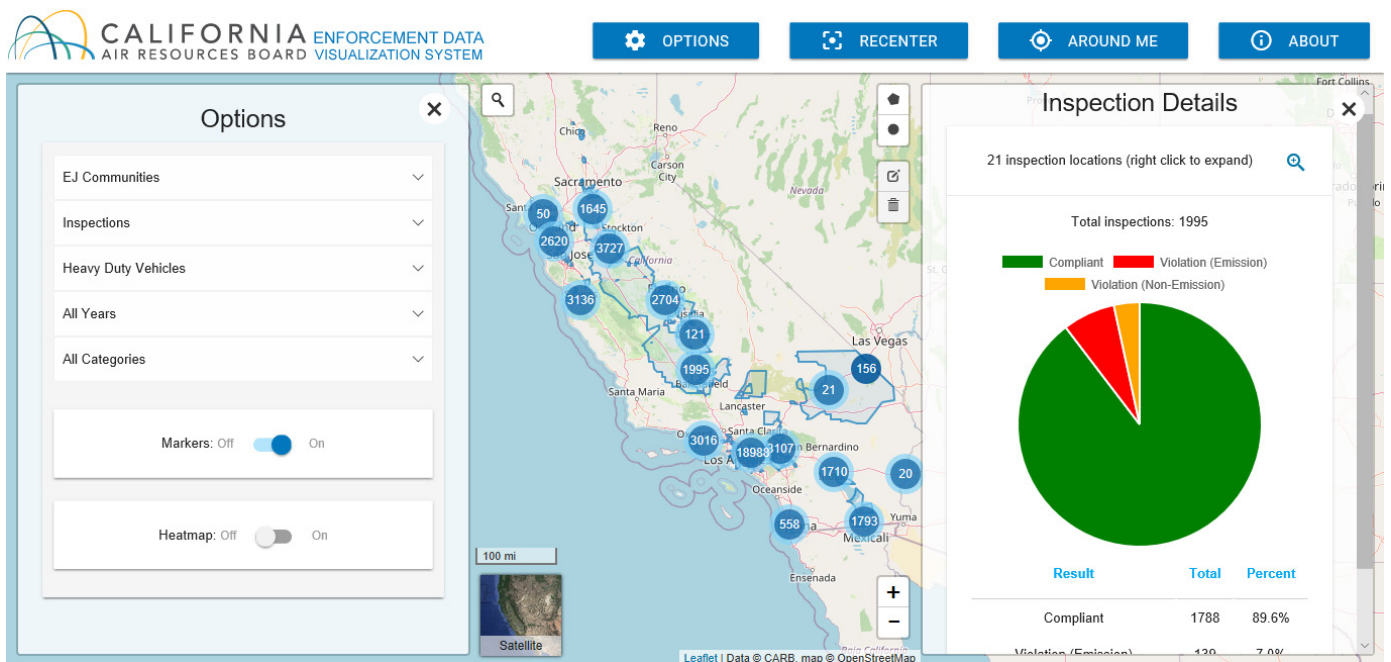 CALIFORNIA
AIR RESOURCES BOARD
ENFORCEMENT DATA
VISUALIZATION SYSTEM
OPTIONS
RECENTER
AROUND ME
ABOUT
Options
EJ Communities
Inspections
Heavy Duty Vehicles
All Years
All Categories
Markers: Off On
Heatmap: Off On
Fort Collins
Chico
Reno
Carson
City
Nevada
Sacramento
50
1645
2620
Stockton
3727
California
3136
2704
121
1995
Las Vegas
156
21
Santa Maria
Lancaster
3016
18988
3107
1710
20
Oceanside
558
1793
Yuma
Mexicali
Ensenada
100 mi
Satellite
+
−
Leaflet | Data © CARB, map © OpenStreetMap
Inspection Details
21 inspection locations (right click to expand)
Total inspections: 1995
Compliant Violation (Emission)
Violation (Non-Emission)
Result Total Percent
Compliant 1788 89.6%
Violation (Emission) 139 7.0%